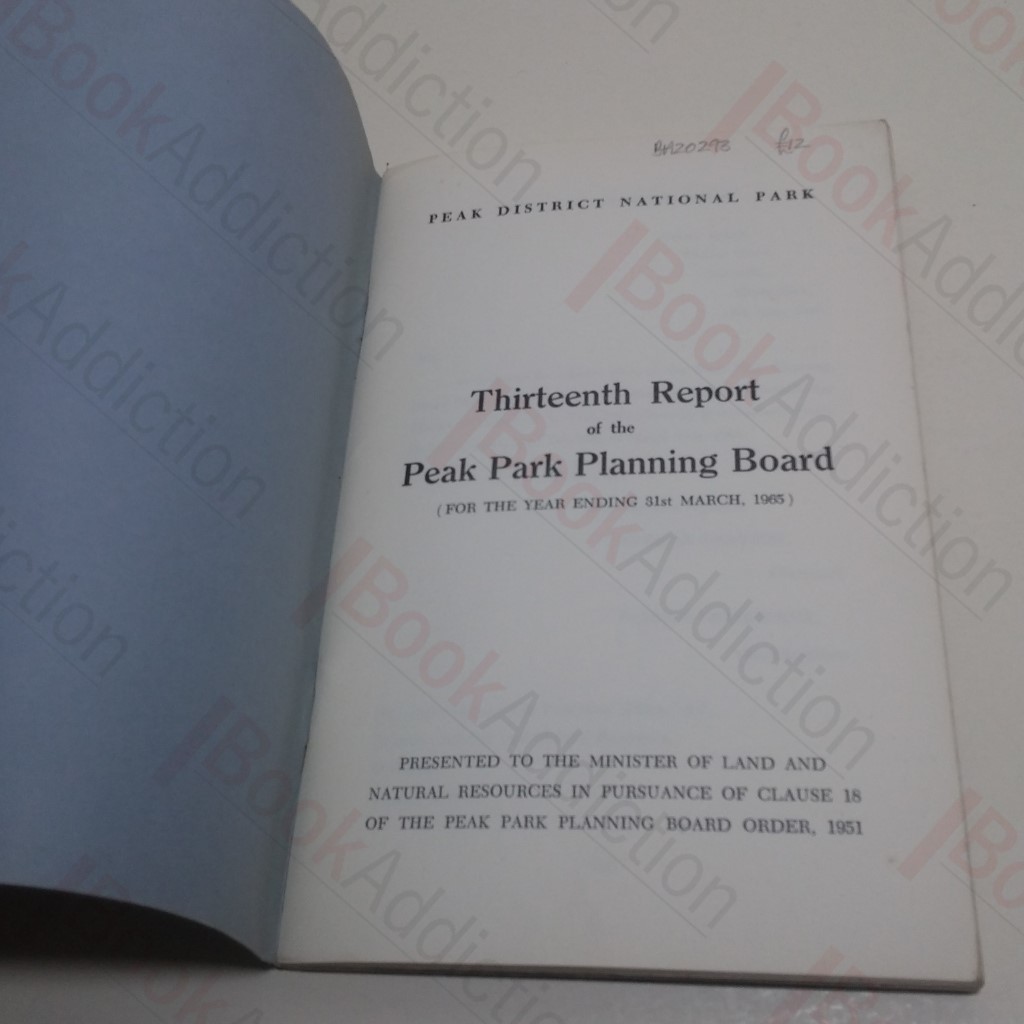 BH20293 £12
PEAK DISTRICT NATIONAL PARK
Thirteenth Report
of the
Peak Park Planning Board
(FOR THE YEAR ENDING 31st MARCH, 1965)
PRESENTED TO THE MINISTER OF LAND AND
NATURAL RESOURCES IN PURSUANCE OF CLAUSE 18
OF THE PEAK PARK PLANNING BOARD ORDER, 1951
BookAddiction